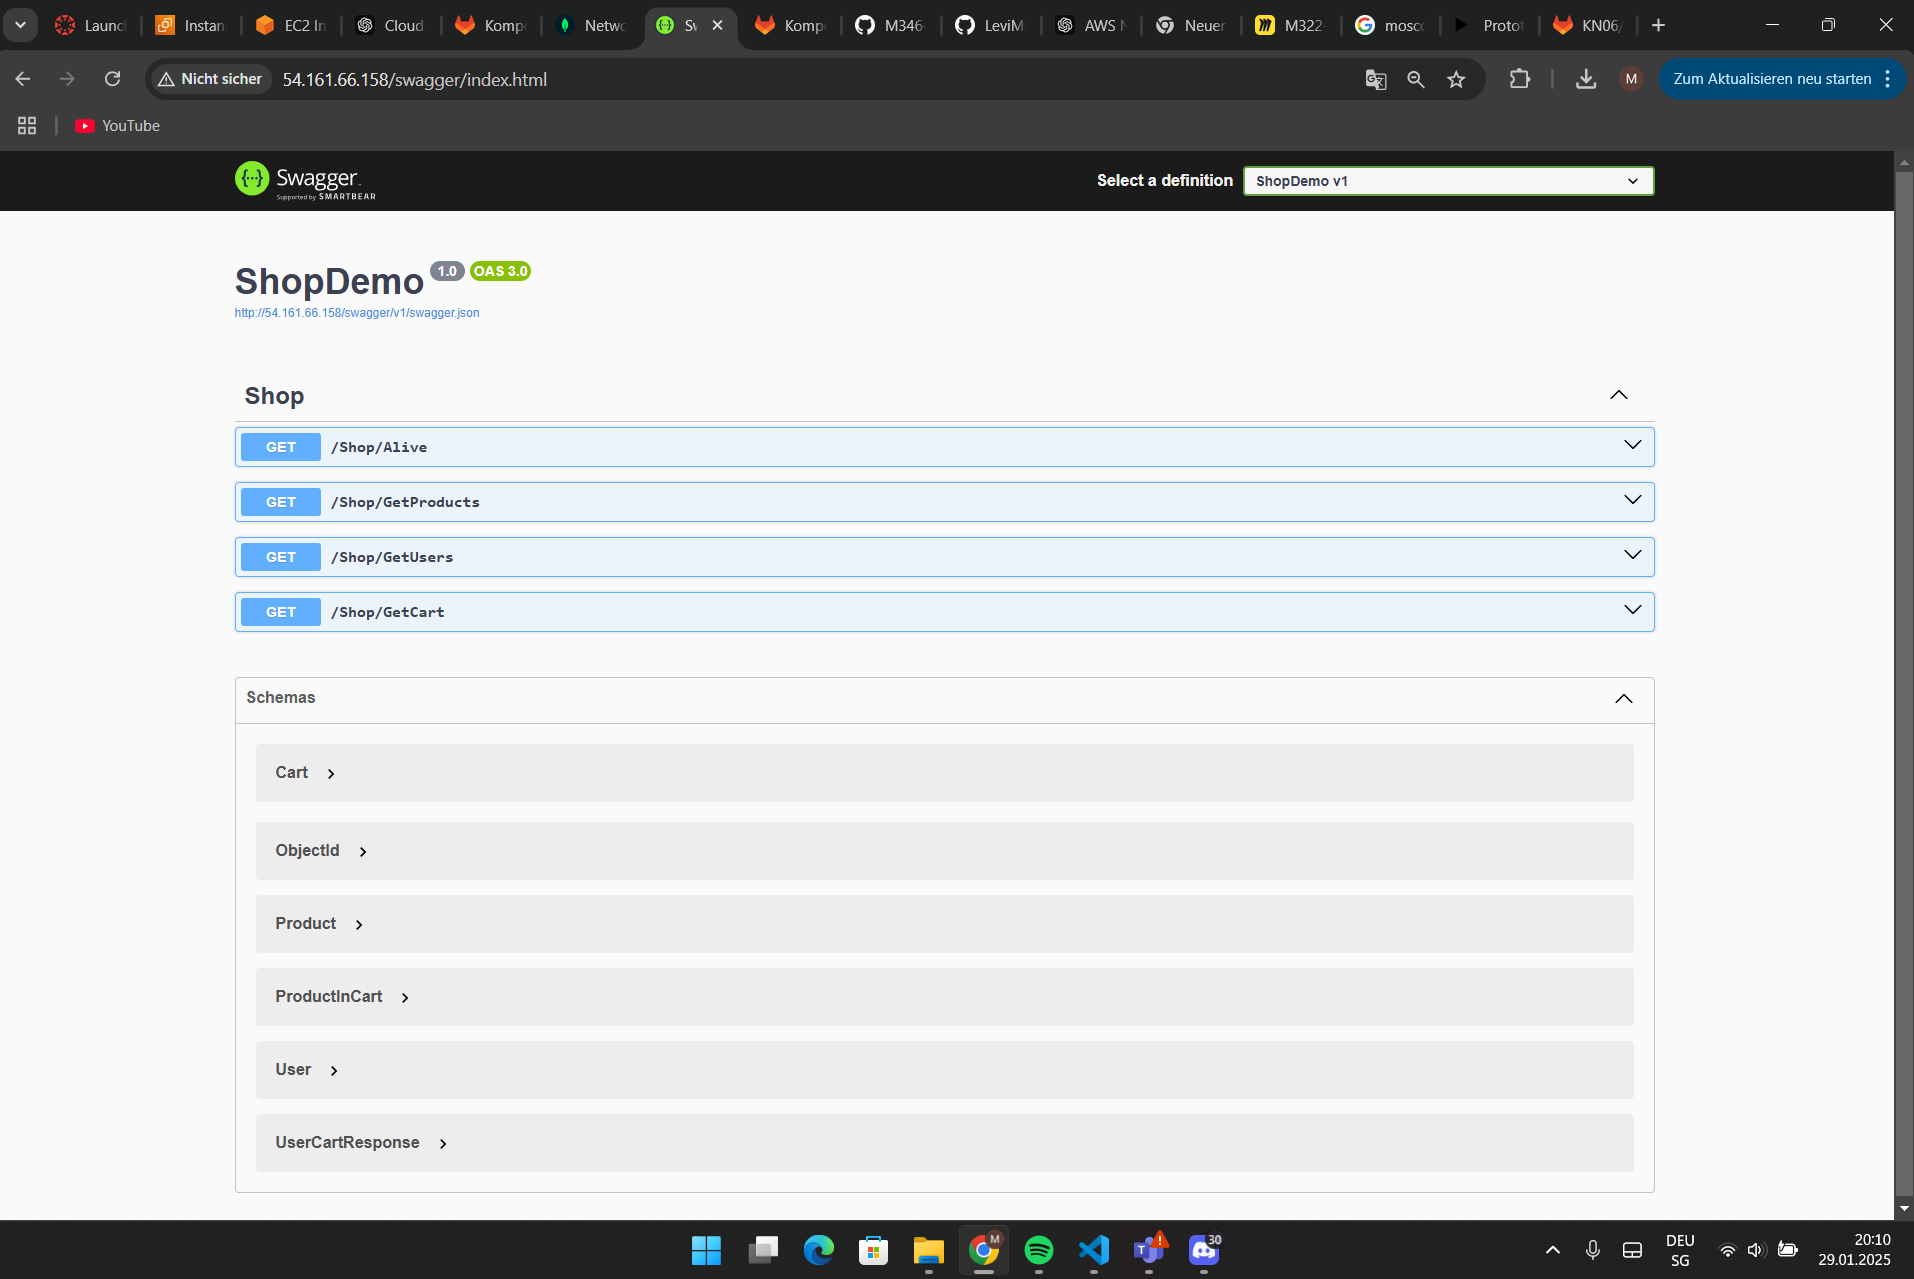 Launc
Instan
EC2 In
Cloud
Komp
Netwo
Sw
Komp
M346-
LeviM
AWS N
Neuer
M322-
mosco
Protot
KN06/
Nicht sicher
54.161.66.158/swagger/index.html
M
Zum Aktualisieren neu starten
YouTube
Swagger
Supported by SMARTBEAR
Select a definition
ShopDemo v1
ShopDemo 1.0 OAS 3.0
http://54.161.66.158/swagger/v1/swagger.json
Shop
GET /Shop/Alive
GET /Shop/GetProducts
GET /Shop/GetUsers
GET /Shop/GetCart
Schemas
Cart
ObjectId
Product
ProductInCart
User
UserCartResponse
M
30
DEU
SG
20:10
29.01.2025